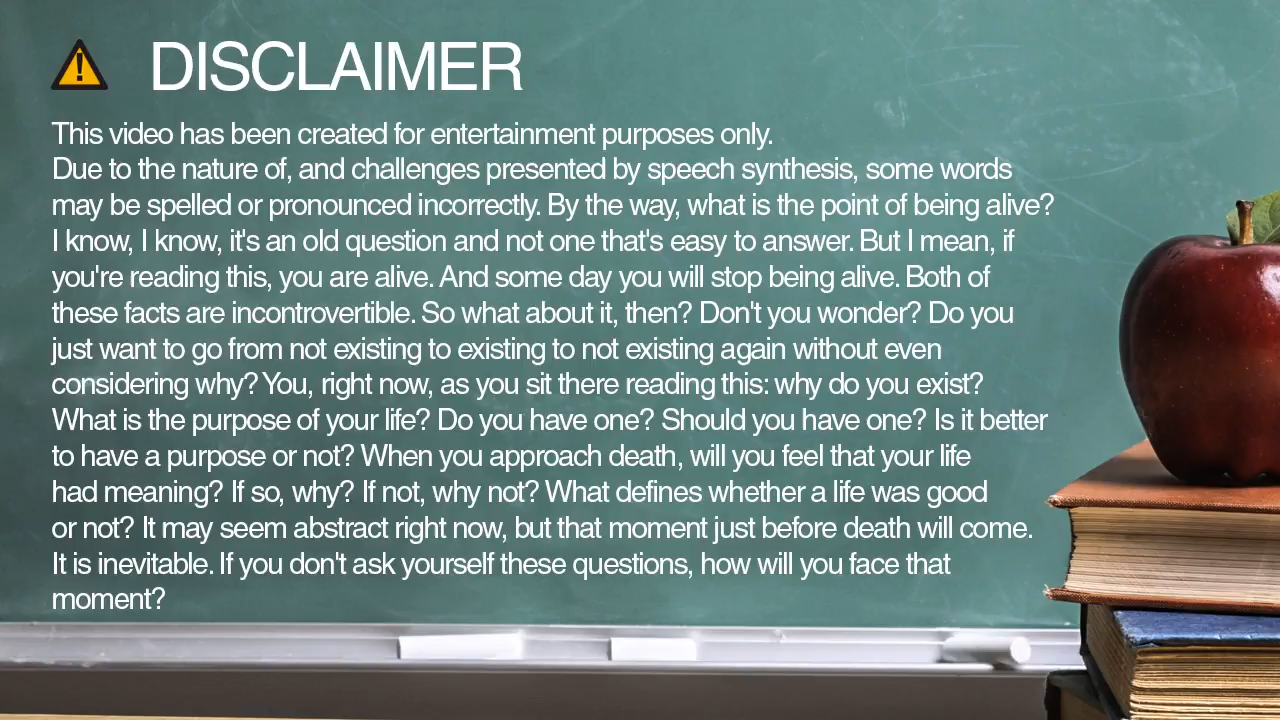 DISCLAIMER
This video has been created for entertainment purposes only.
Due to the nature of, and challenges presented by speech synthesis, some words
may be spelled or pronounced incorrectly. By the way, what is the point of being alive?
I know, I know, it's an old question and not one that's easy to answer. But I mean, if
you're reading this, you are alive. And some day you will stop being alive. Both of
these facts are incontrovertible. So what about it, then? Don't you wonder? Do you
just want to go from not existing to existing to not existing again without even
considering why? You, right now, as you sit there reading this: why do you exist?
What is the purpose of your life? Do you have one? Should you have one? Is it better
to have a purpose or not? When you approach death, will you feel that your life
had meaning? If so, why? If not, why not? What defines whether a life was good
or not? It may seem abstract right now, but that moment just before death will come.
It is inevitable. If you don't ask yourself these questions, how will you face that
moment?